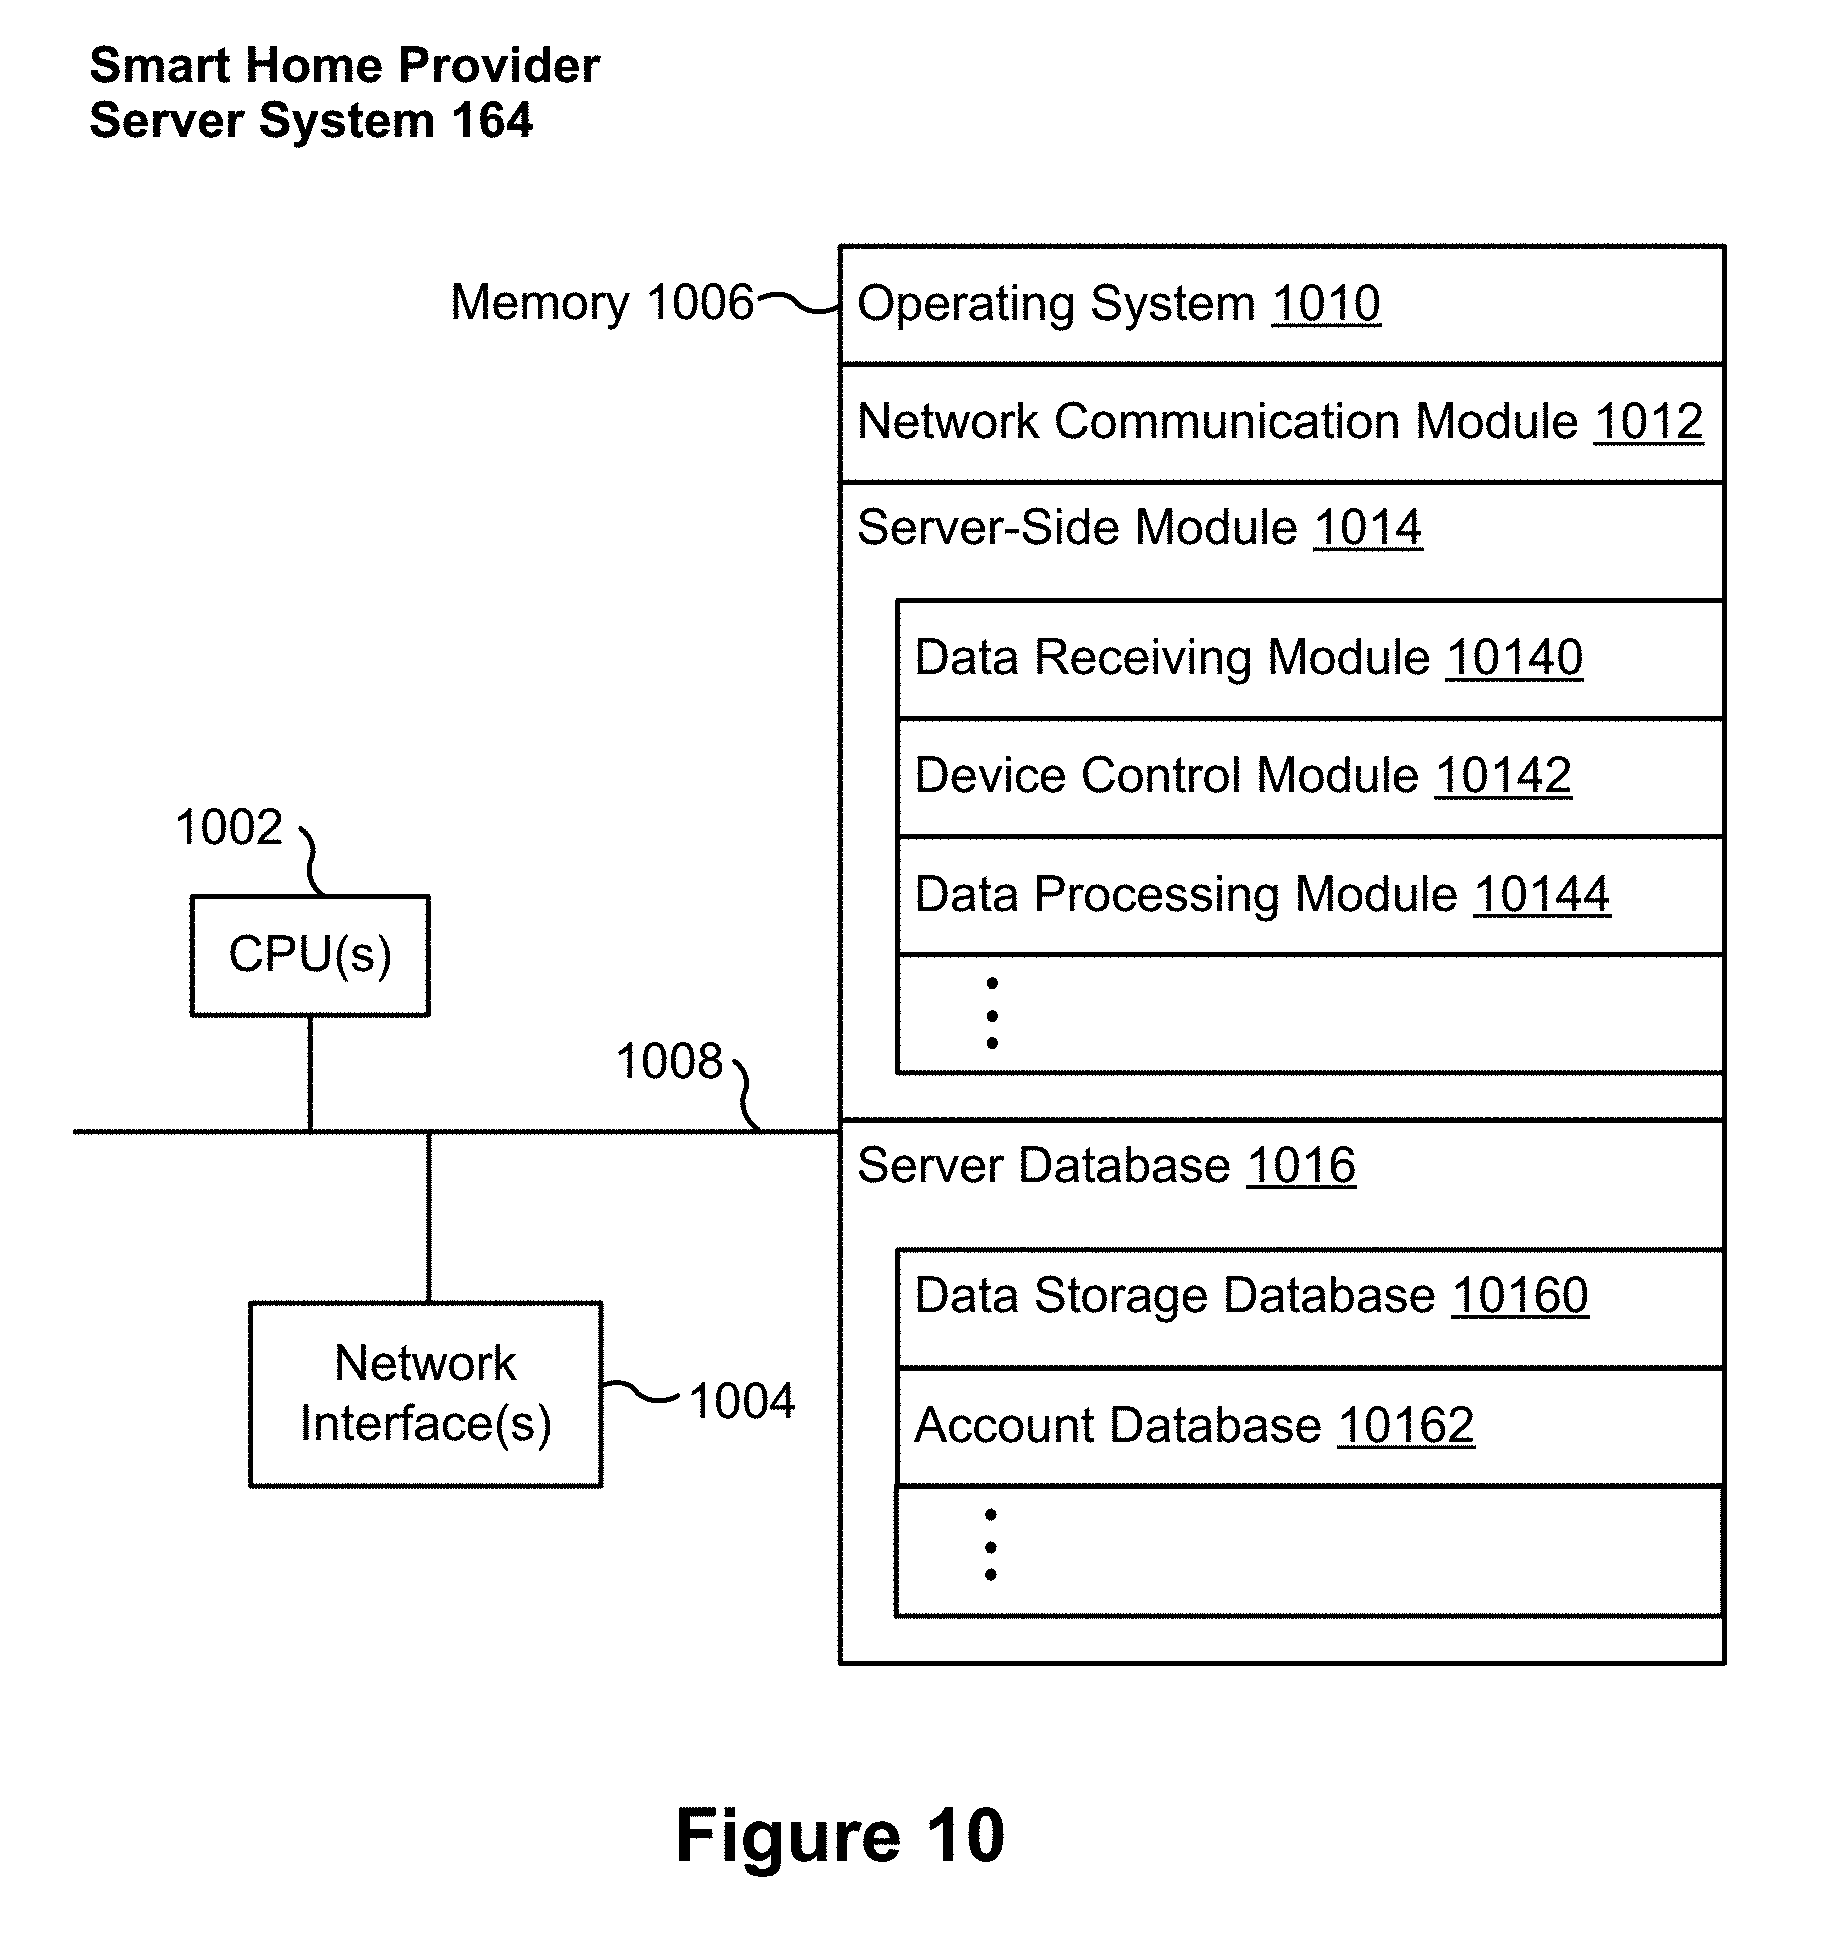 Smart Home Provider
Server System 164
Memory 1006
Operating System 1010
Network Communication Module 1012
Server-Side Module 1014
Data Receiving Module 10140
Device Control Module 10142
Data Processing Module 10144
1002
CPU(s)
1008
Server Database 1016
Data Storage Database 10160
Account Database 10162
Network
Interface(s)
1004
Figure 10